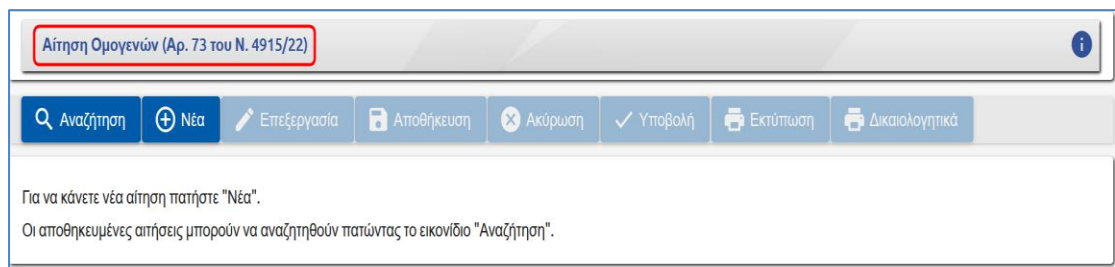 Αίτηση Ομογενών (Αρ. 73 του Ν. 4915/22)
Αναζήτηση Νέα Επεξεργασία Αποθήκευση Ακύρωση Υποβολή Εκτύπωση Δικαιολογητικά
Για να κάνετε νέα αίτηση πατήστε "Νέα".
Οι αποθηκευμένες αιτήσεις μπορούν να αναζητηθούν πατώντας το εικονίδιο "Αναζήτηση".